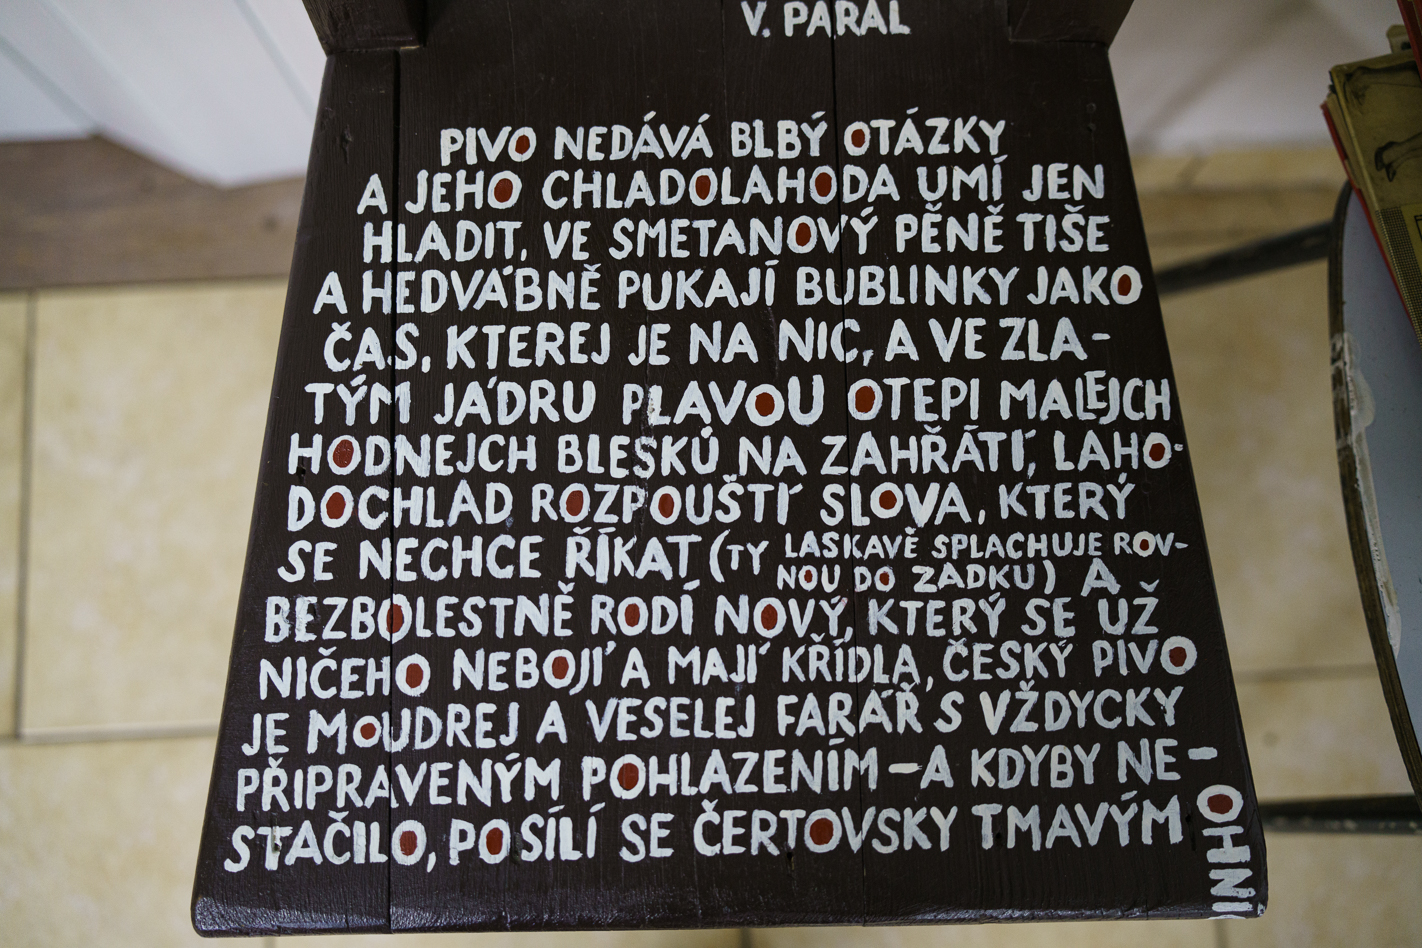 V. PARAL
PIVO NEDÁVÁ BLBÝ OTÁZKY
A JEHO CHLADOLAHODA UMÍ JEN
HLADIT, VE SMETANOVÝ PĚNĚ TIŠE
A HEDVÁBNĚ PUKAJÍ BUBLINKY JAKO
ČAS, KTEREJ JE NA NIC, A VE ZLA-
TÝM JÁDRU PLAVOU OTEPI MALEJCH
HODNEJCH BLESKŮ NA ZAHŘÁTÍ, LAHO-
DOCHLAD ROZPOUŠTÍ SLOVA, KTERÝ
SE NECHCE ŘÍKAT (TY LASKAVĚ SPLACHUJE ROV-
NOU DO ZADKU) A
BEZBOLESTNĚ RODÍ NOVÝ, KTERÝ SE UŽ
NIČEHO NEBOJÍ A MAJÍ KŘÍDLA, ČESKÝ PIVO
JE MOUDREJ A VESELEJ FARÁŘ S VŽDYCKY
PŘIPRAVENÝM POHLAZENÍM – A KDYBY NE-
STAČILO, POSÍLÍ SE ČERTOVSKY TMAVÝM
OHNI